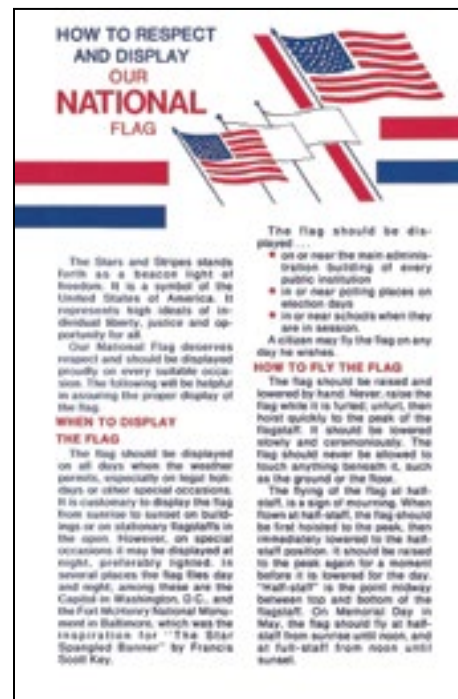 HOW TO RESPECT
AND DISPLAY
OUR
NATIONAL
FLAG
The Stars and Stripes stands
forth as a beacon light of
freedom. It is a symbol of the
United States of America. It
represents high ideals of in-
dividual liberty, justice and op-
portunity for all.
Our National Flag deserves
respect and should be displayed
proudly on every suitable occa-
sion. The following will be helpful
in assuring the proper display of
the flag.
WHEN TO DISPLAY
THE FLAG
The flag should be displayed
on all days when the weather
permits, especially on legal holi-
days or other special occasions.
It is customary to display the flag
from sunrise to sunset on build-
ings or on stationary flagstaffs in
the open. However, on special
occasions it may be displayed at
night, preferably lighted. In
several places the flag flies day
and night; among these are the
Capitol in Washington, D.C., and
the Fort McHenry National Monu-
ment in Baltimore, which was the
inspiration for "The Star
Spangled Banner" by Francis
Scott Key.
The flag should be dis-
played . . .
• on or near the main adminis-
tration building of every
public institution
• in or near polling places on
election days
• in or near schools when they
are in session.
A citizen may fly the flag on any
day he wishes.
HOW TO FLY THE FLAG
The flag should be raised and
lowered by hand. Never, raise the
flag while it is furled; unfurl, then
hoist quickly to the peak of the
flagstaff. It should be lowered
slowly and ceremoniously. The
flag should never be allowed to
touch anything beneath it, such
as the ground or the floor.
The flying of the flag at half-
staff, is a sign of mourning. When
flown at half-staff, the flag should
be first hoisted to the peak, then
immediately lowered to the half-
staff position. It should be raised
to the peak again for a moment
before it is lowered for the day.
"Half-staff" is the point midway
between top and bottom of the
flagstaff. On Memorial Day in
May, the flag should fly at half-
staff from sunrise until noon, and
at full-staff from noon until
sunset.